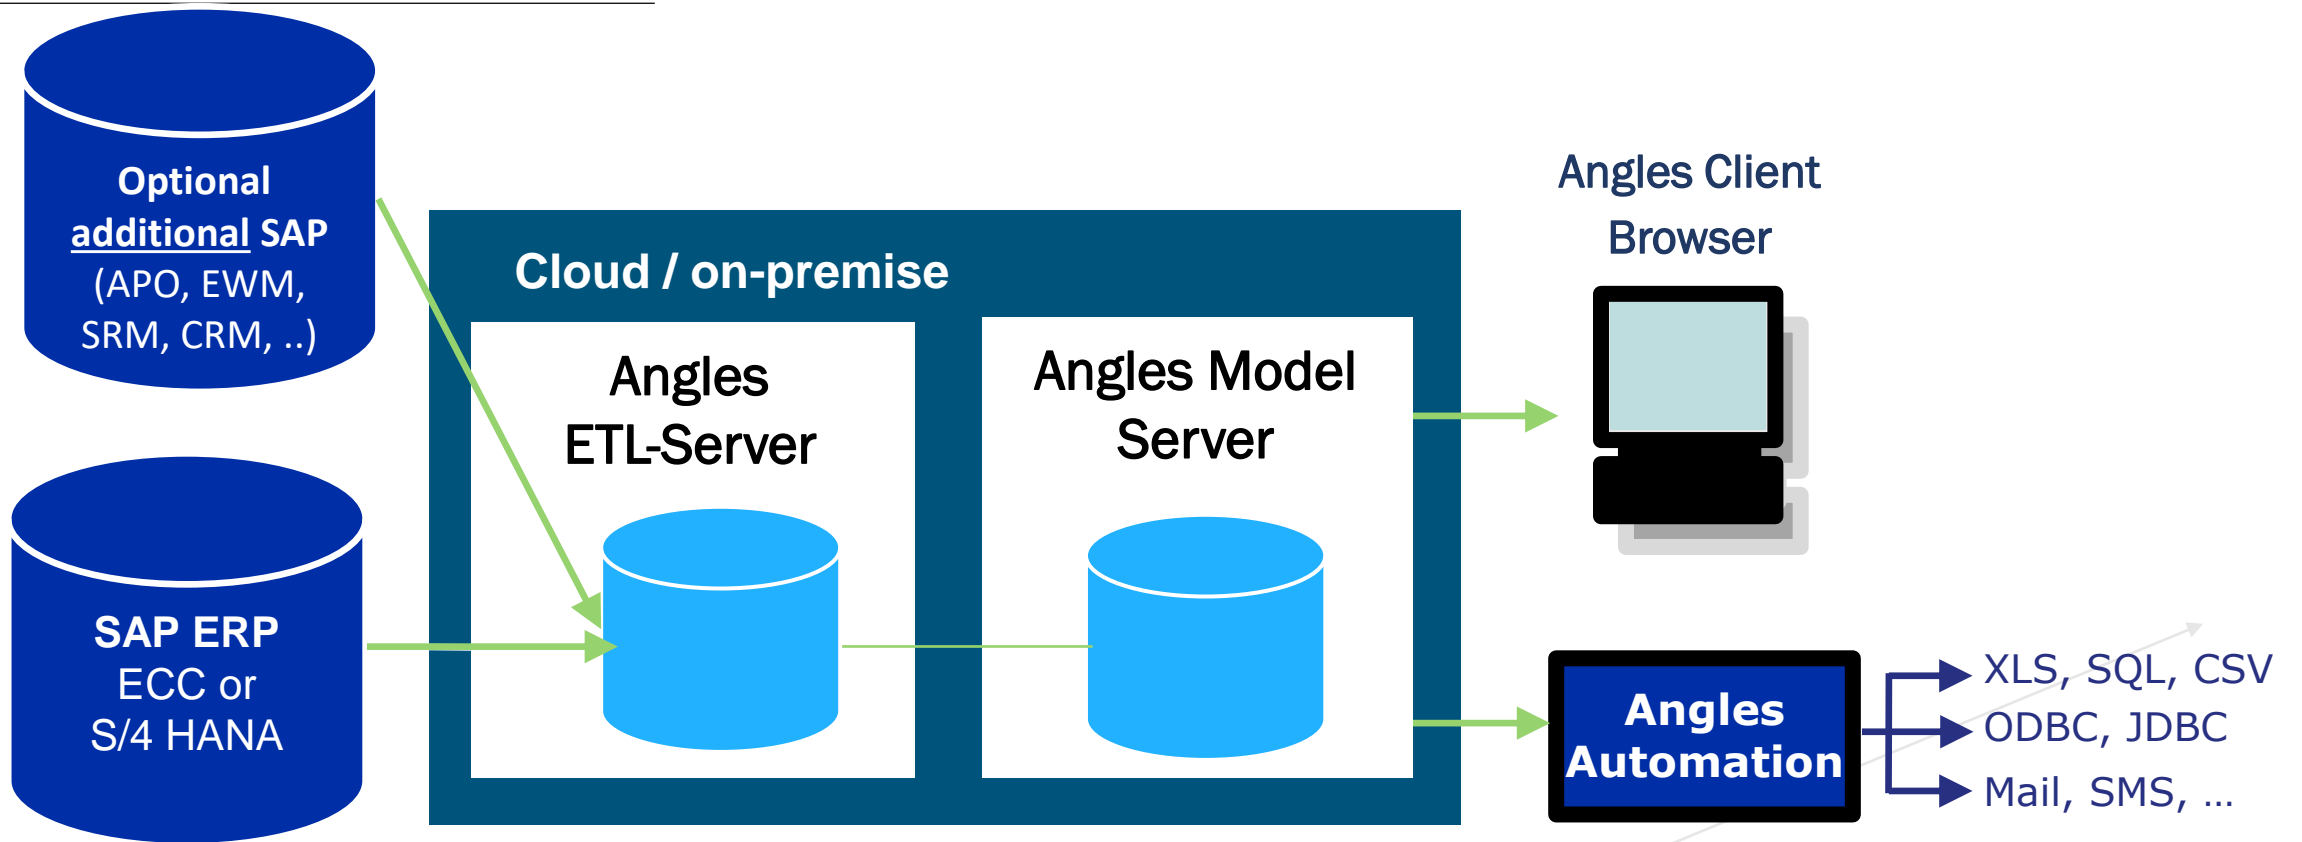 Optional
additional SAP
(APO, EWM,
SRM, CRM, ..)
SAP ERP
ECC or
S/4 HANA
Cloud / on-premise
Angles
ETL-Server
Angles Model
Server
Angles Client
Browser
Angles
Automation
XLS, SQL, CSV
ODBC, JDBC
Mail, SMS, ...